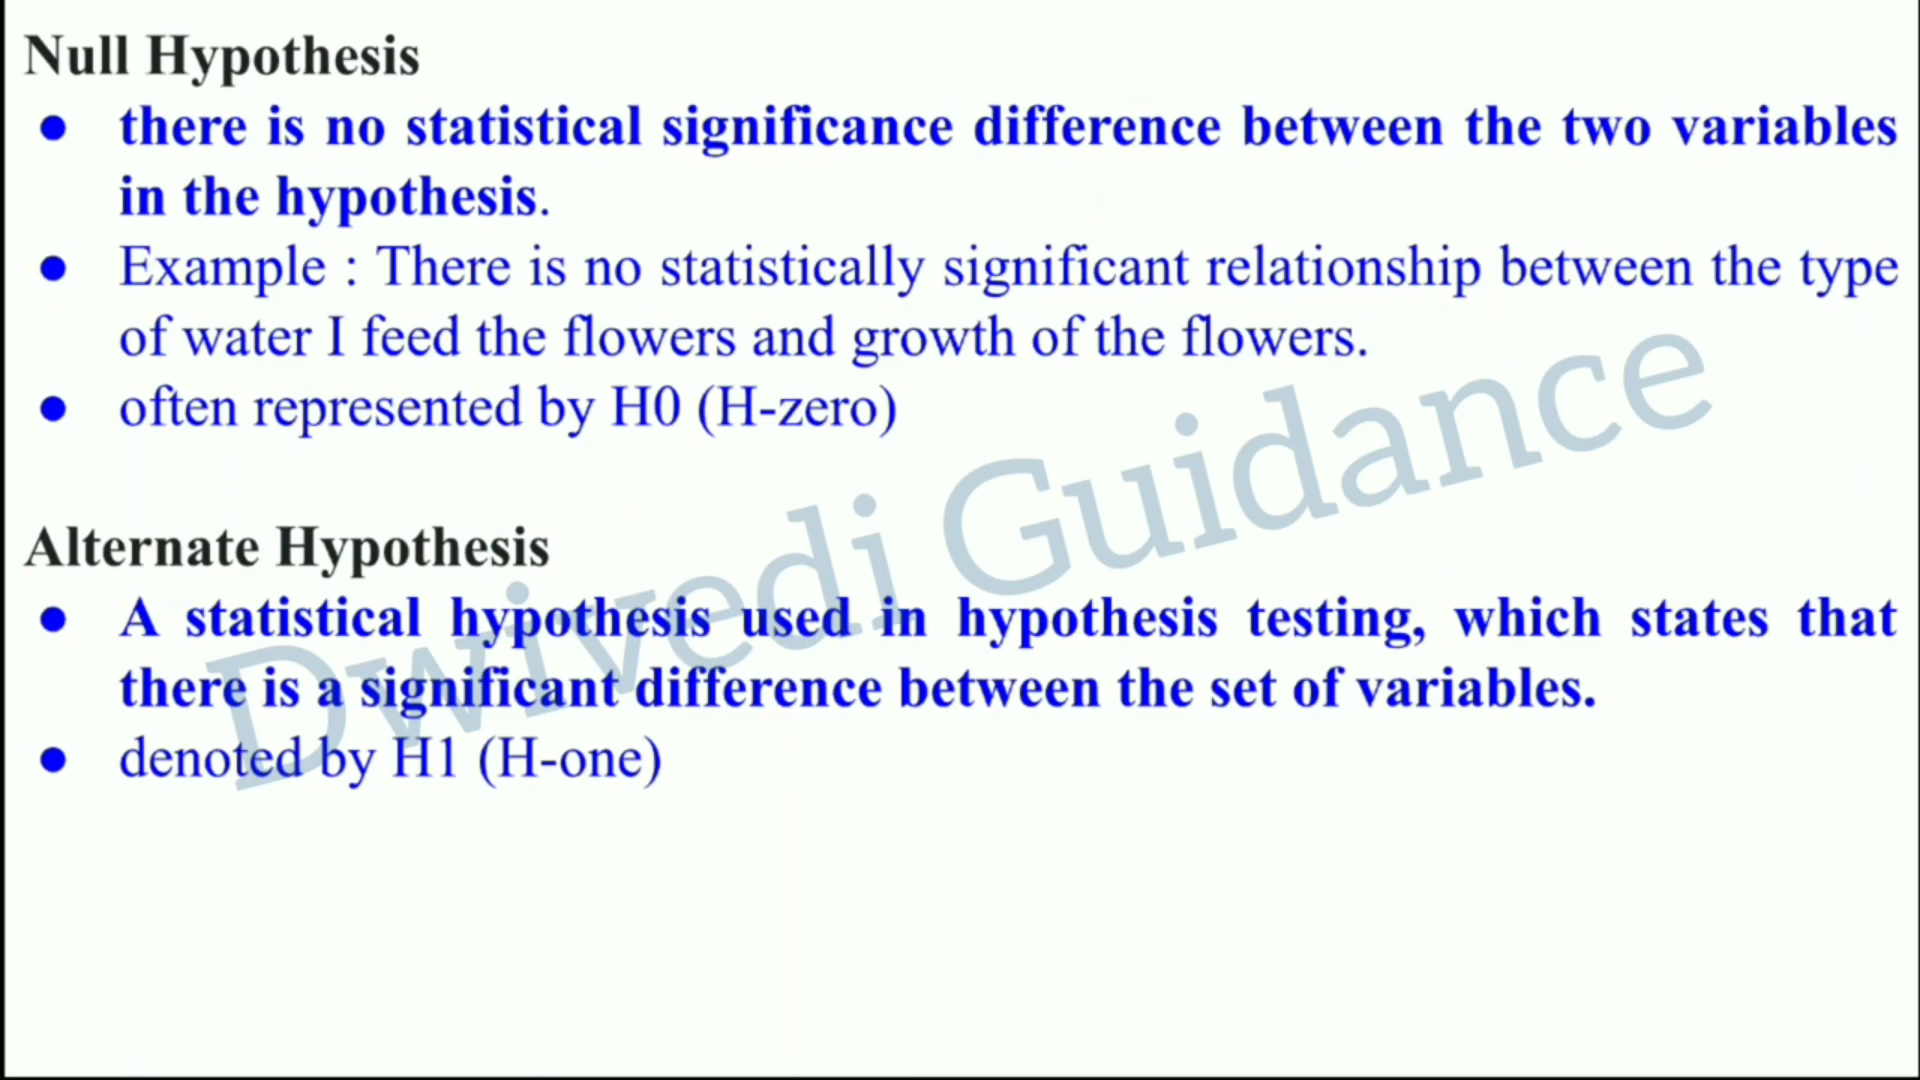 Null Hypothesis
● there is no statistical significance difference between the two variables
in the hypothesis.
● Example : There is no statistically significant relationship between the type
of water I feed the flowers and growth of the flowers.
● often represented by H0 (H-zero)
Alternate Hypothesis
● A statistical hypothesis used in hypothesis testing, which states that
there is a significant difference between the set of variables.
● denoted by H1 (H-one)
Dwivedi Guidance